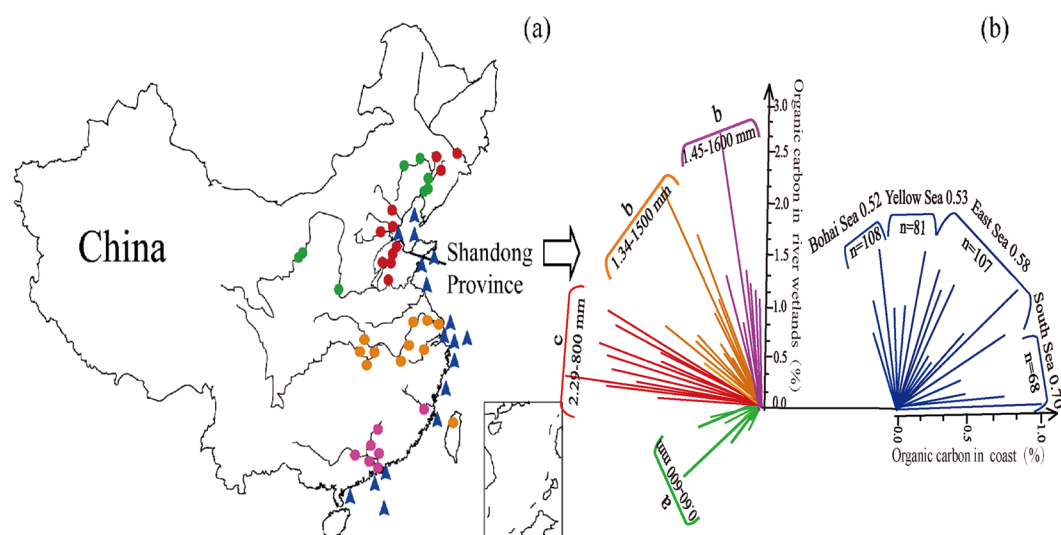 (a)
China
Shandong
Province
(b)
Organic carbon in river wetlands (%)
3.0
2.5
2.0
1.5
1.0
0.5
0.0
b
1.45-1600 mm
b
1.34-1500 mm
c
2.29-800 mm
a
0.60-600 mm
Bohai Sea 0.52
n=108
Yellow Sea 0.53
n=81
East Sea 0.58
n=107
South Sea 0.70
n=68
0.0
0.5
1.0
Organic carbon in coast (%)